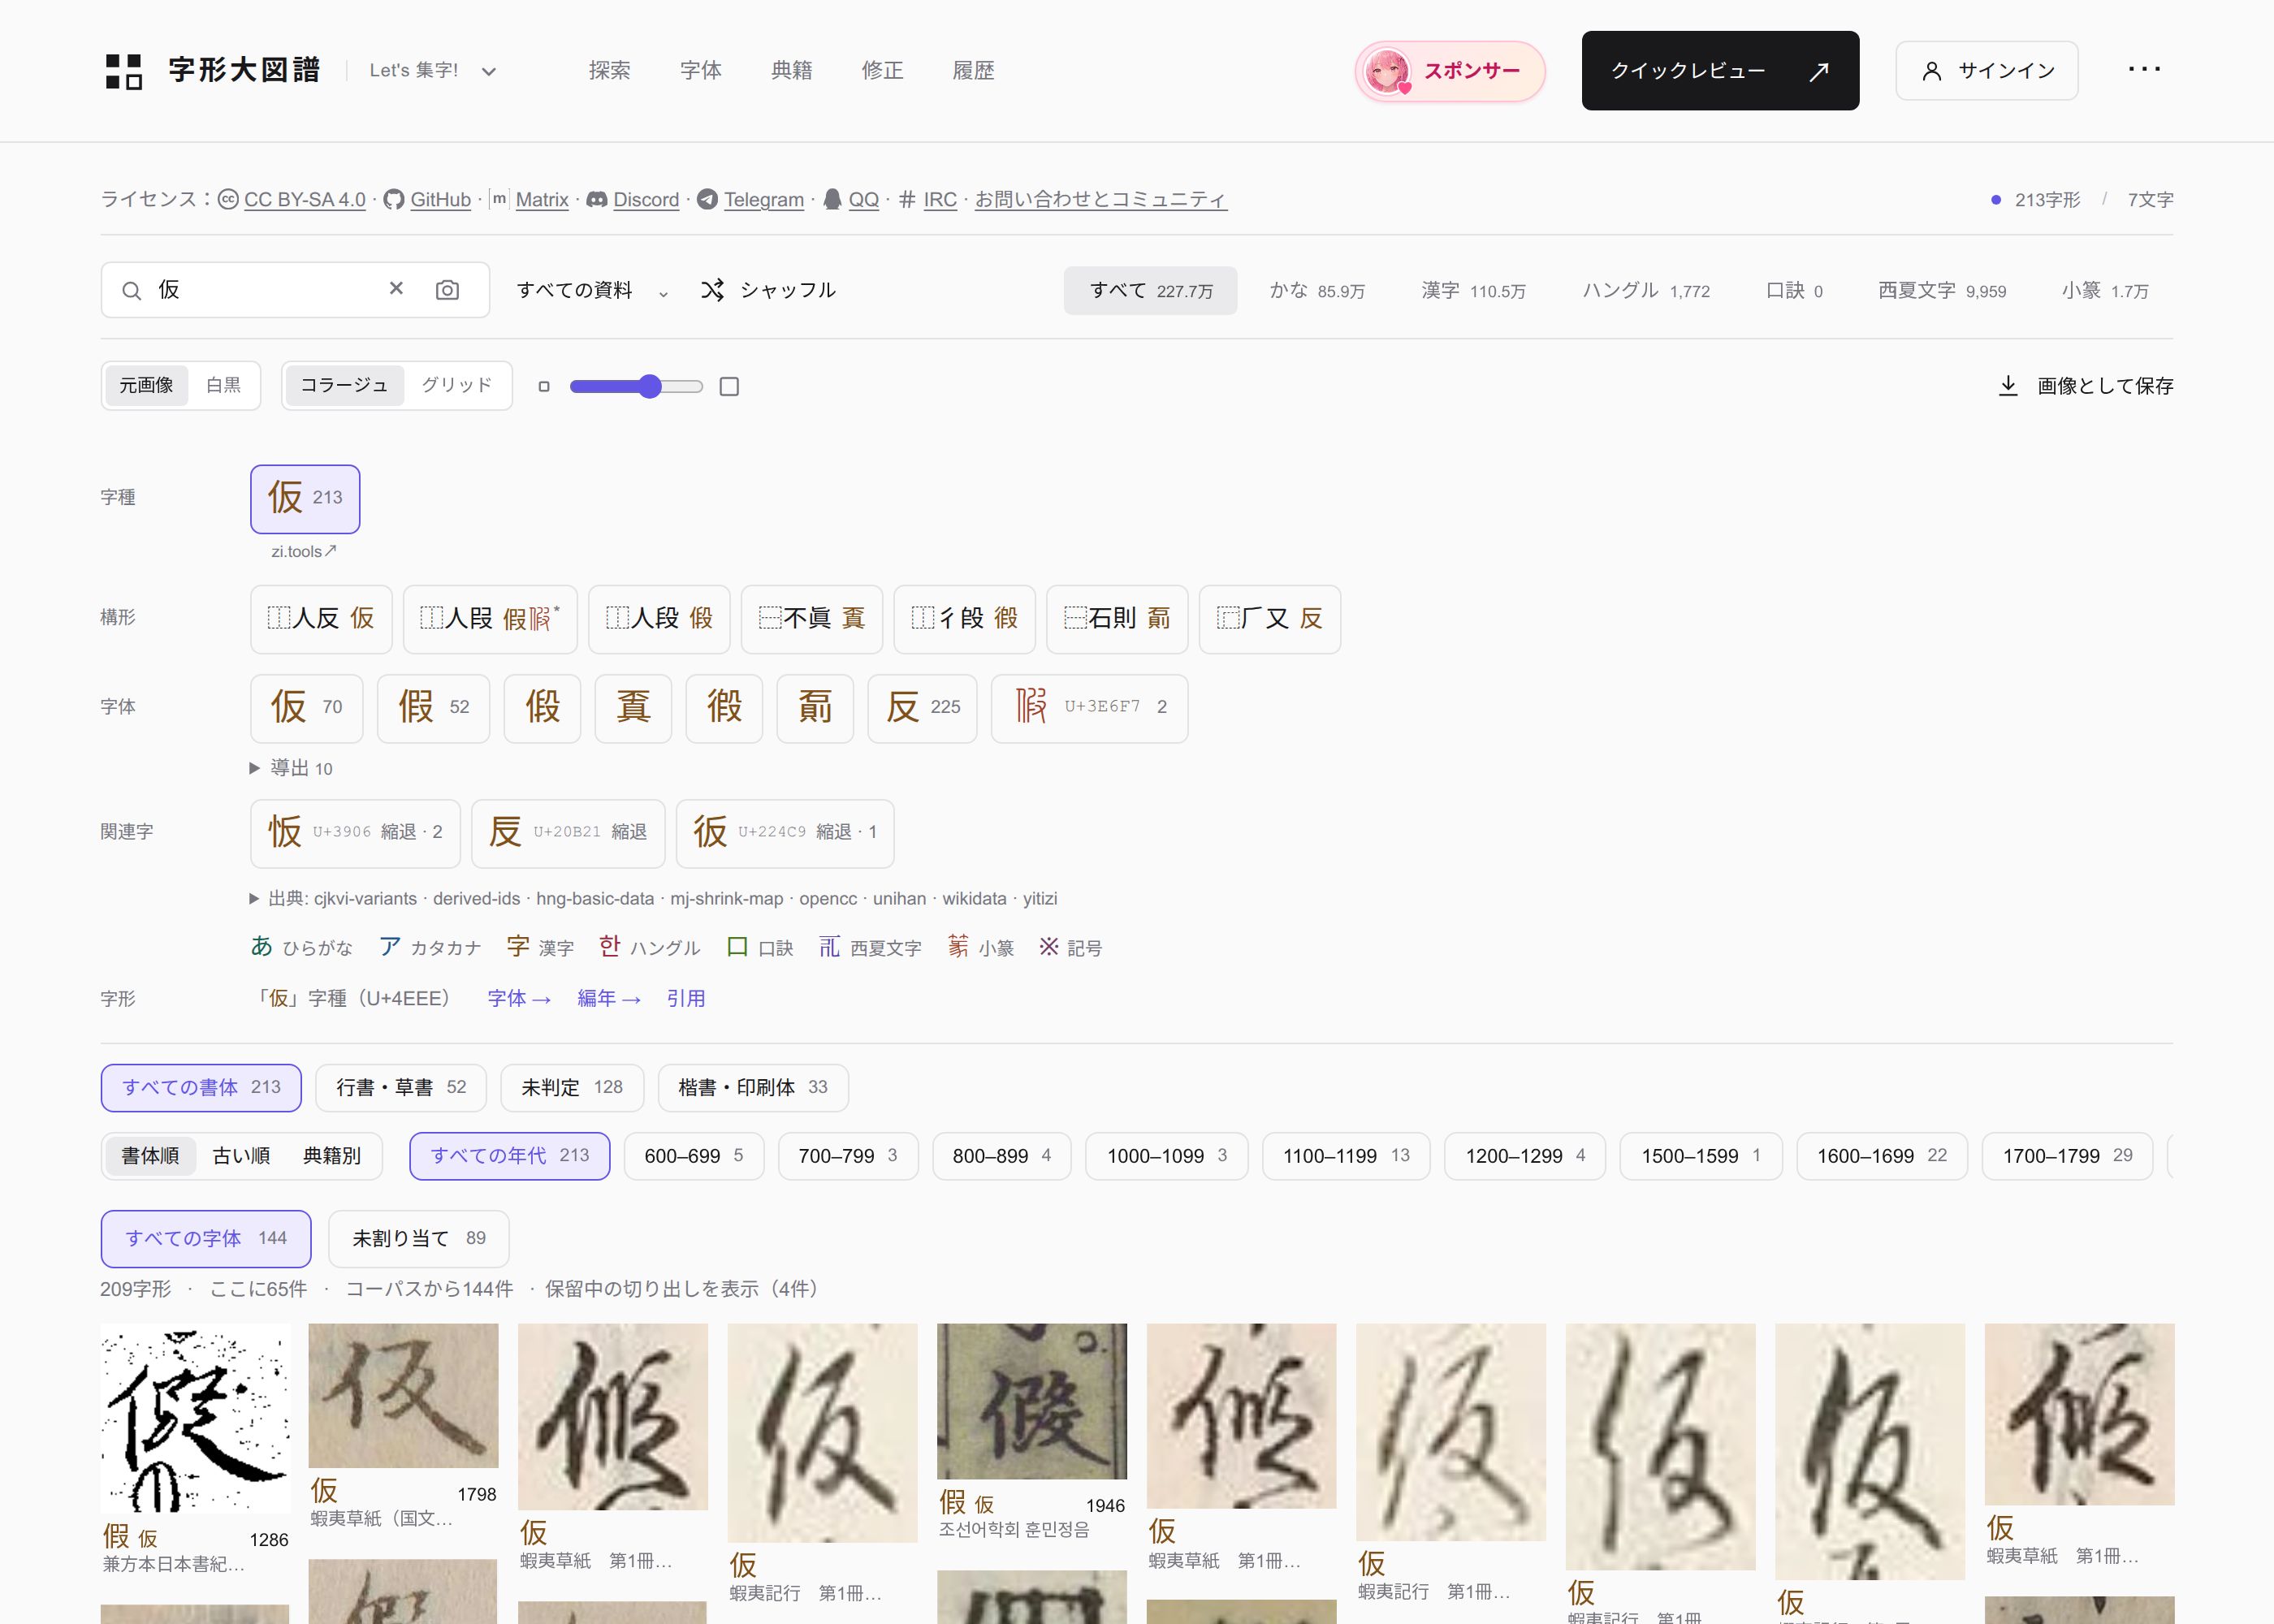 字形大図譜 Let's 集字! 探索 字体 典籍 修正 履歴 スポンサー クイックレビュー ↗ サインイン ···
ライセンス：CC BY-SA 4.0 · GitHub · Matrix · Discord · Telegram · QQ · IRC · お問い合わせとコミュニティ 213字形 / 7文字
仮 すべての資料 シャッフル すべて 227.7万 かな 85.9万 漢字 110.5万 ハングル 1,772 口訣 0 西夏文字 9,959 小篆 1.7万
元画像 白黒 コラージュ グリッド 画像として保存
字種 仮 213
zi.tools↗
構形 ⿰人反 仮 ⿰人叚 假 ⿰人段 ⿱不眞 ⿰彳 ⿱石則 ⿸厂又 反
字体 仮 70 假 52 反 225 U+3E6F7 2
▶ 導出 10
関連字 㤆 U+3906 縮退 · 2 𠬡 U+20B21 縮退 𢓉 U+224C9 縮退 · 1
▶ 出典: cjkvi-variants · derived-ids · hng-basic-data · mj-shrink-map · opencc · unihan · wikidata · yitizi
あ ひらがな ア カタカナ 字 漢字 한 ハングル 口 口訣 西夏文字 篆 小篆 ※ 記号
字形 「仮」字種（U+4EEE） 字体 → 編年 → 引用
すべての書体 213 行書・草書 52 未判定 128 楷書・印刷体 33
書体順 古い順 典籍別 すべての年代 213 600–699 5 700–799 3 800–899 4 1000–1099 3 1100–1199 13 1200–1299 4 1500–1599 1 1600–1699 22 1700–1799 29
すべての字体 144 未割り当て 89
209字形 · ここに65件 · コーパスから144件 · 保留中の切り出しを表示（4件）
假 仮 1286
兼方本日本書紀…
仮 1798
蝦夷草紙（国文…
仮
蝦夷草紙 第1冊…
仮
蝦夷記行 第1冊…
假 仮 1946
조선어학회 훈민정음
仮
蝦夷草紙 第1冊…
仮
蝦夷記行 第1冊…
仮
蝦夷記行 第1冊
仮
仮
蝦夷草紙 第1冊…